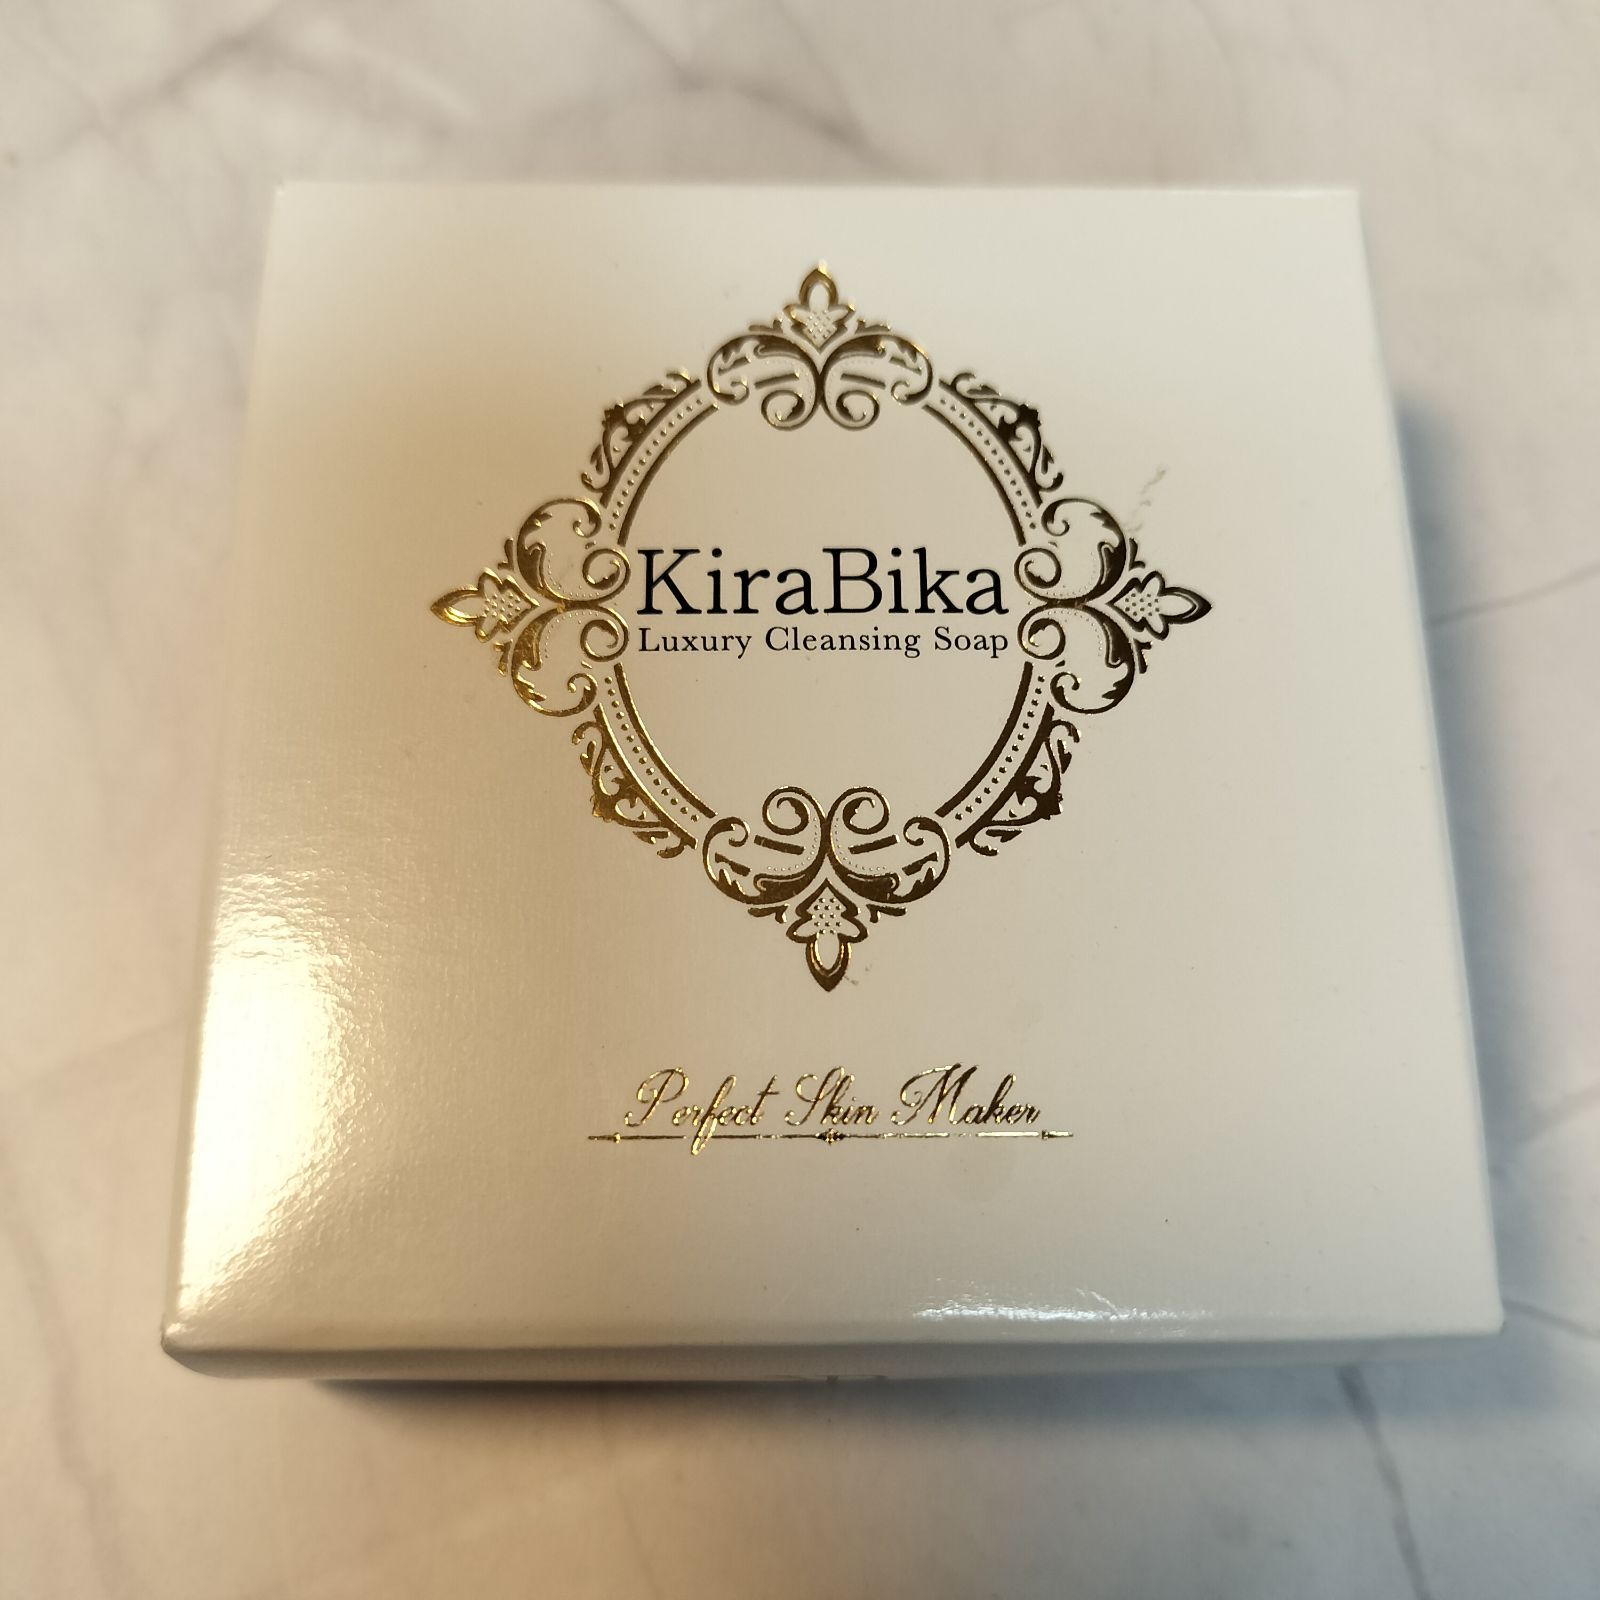 KiraBika
Luxury Cleansing Soap
Perfect Skin Maker